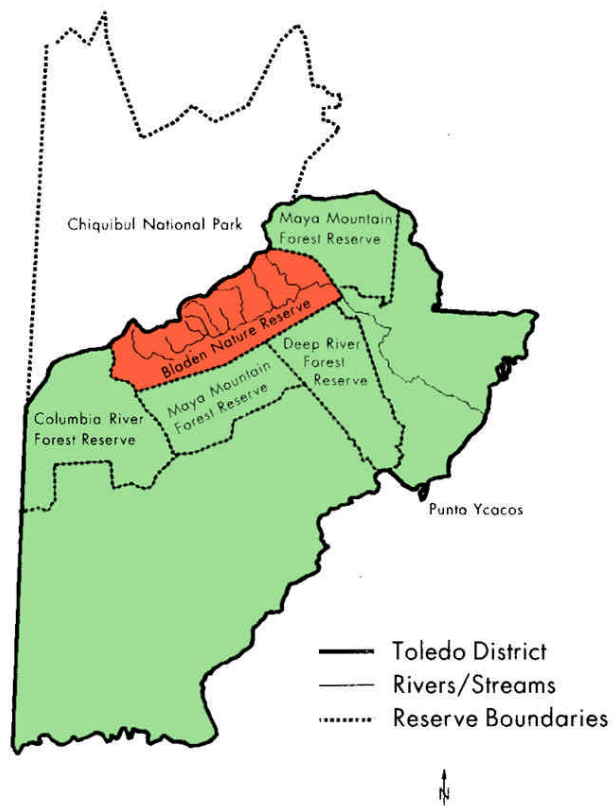 Chiquibul National Park
Maya Mountain
Forest Reserve
Bladen Nature Reserve
Deep River
Forest
Reserve
Maya Mountain
Forest Reserve
Columbia River
Forest Reserve
Punta Ycacos
Toledo District
Rivers/Streams
Reserve Boundaries
N